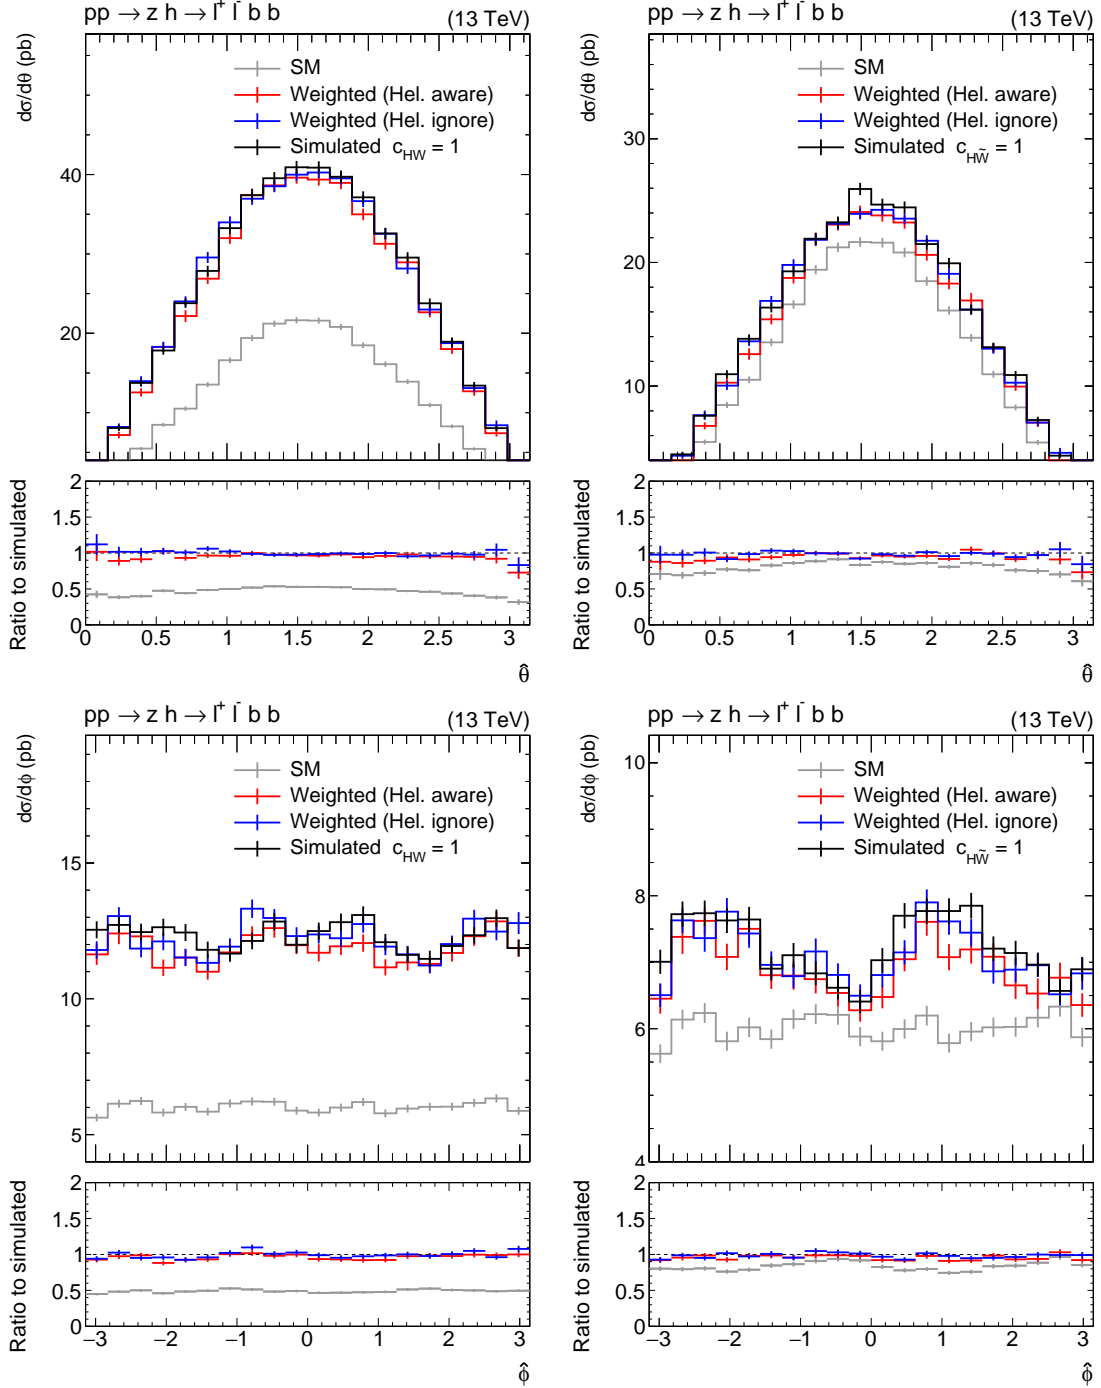 pp → z h → l⁺ l⁻ b b (13 TeV)
dσ/dθ (pb)
SM
Weighted (Hel. aware)
Weighted (Hel. ignore)
Simulated c_HW = 1
40
20
Ratio to simulated
2
1.5
1
0.5
0
0 0.5 1 1.5 2 2.5 3
θ̂
pp → z h → l⁺ l⁻ b b (13 TeV)
dσ/dθ (pb)
SM
Weighted (Hel. aware)
Weighted (Hel. ignore)
Simulated c_HW̃ = 1
30
20
10
Ratio to simulated
2
1.5
1
0.5
0
0 0.5 1 1.5 2 2.5 3
θ̂
pp → z h → l⁺ l⁻ b b (13 TeV)
dσ/dϕ (pb)
SM
Weighted (Hel. aware)
Weighted (Hel. ignore)
Simulated c_HW = 1
15
10
5
Ratio to simulated
2
1.5
1
0.5
0
−3 −2 −1 0 1 2 3
ϕ̂
pp → z h → l⁺ l⁻ b b (13 TeV)
dσ/dϕ (pb)
SM
Weighted (Hel. aware)
Weighted (Hel. ignore)
Simulated c_HW̃ = 1
10
8
6
4
Ratio to simulated
2
1.5
1
0.5
0
−3 −2 −1 0 1 2 3
ϕ̂